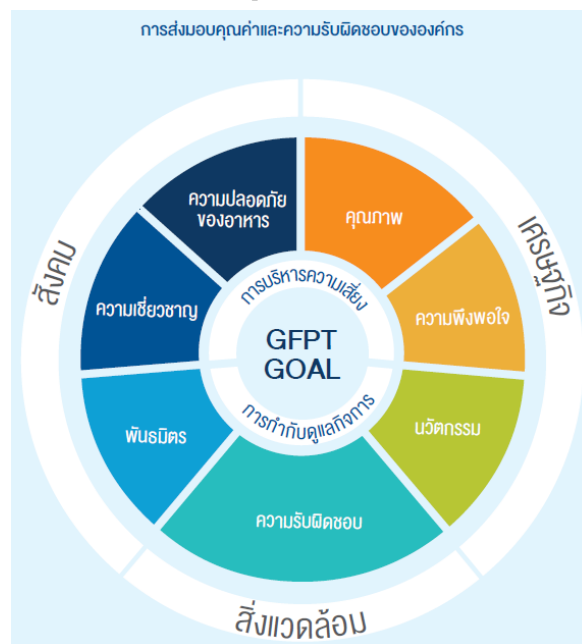 การส่งมอบคุณค่าและความรับผิดชอบขององค์กร
สังคม
เศรษฐกิจ
สิ่งแวดล้อม
ความปลอดภัย
ของอาหาร
คุณภาพ
ความเชี่ยวชาญ
ความพึงพอใจ
พันธมิตร
นวัตกรรม
ความรับผิดชอบ
การบริหารความเสี่ยง
GFPT
GOAL
การกำกับดูแลกิจการ